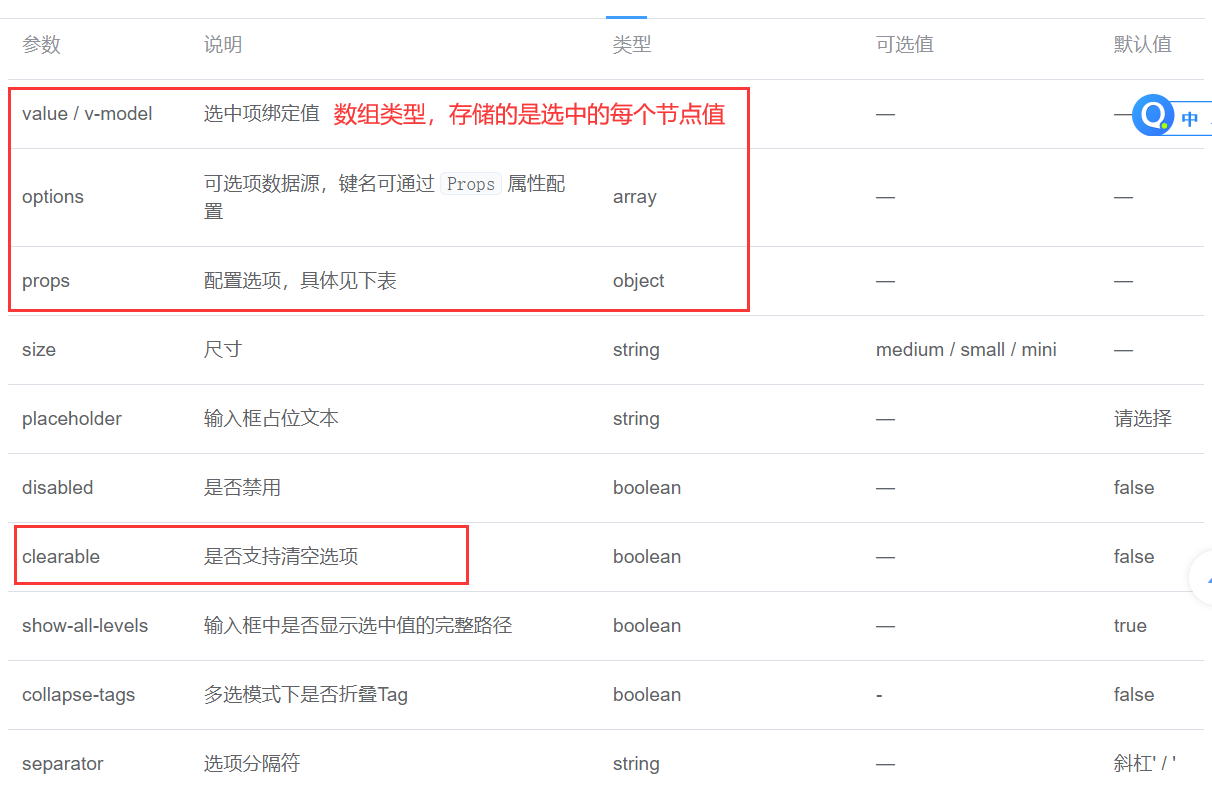 参数 说明 类型 可选值 默认值
value / v-model 选中项绑定值 数组类型，存储的是选中的每个节点值 — —
中
options 可选项数据源，键名可通过 Props 属性配 array — —
置
props 配置选项，具体见下表 object — —
size 尺寸 string medium / small / mini —
placeholder 输入框占位文本 string — 请选择
disabled 是否禁用 boolean — false
clearable 是否支持清空选项 boolean — false
show-all-levels 输入框中是否显示选中值的完整路径 boolean — true
collapse-tags 多选模式下是否折叠Tag boolean - false
separator 选项分隔符 string — 斜杠' / '